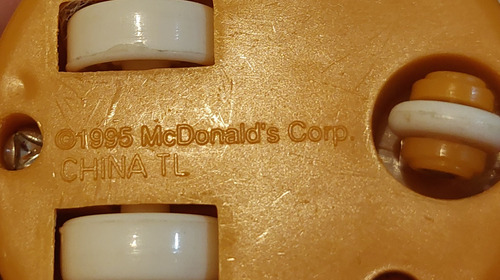 ©1995 McDonald's Corp.
CHINA TL